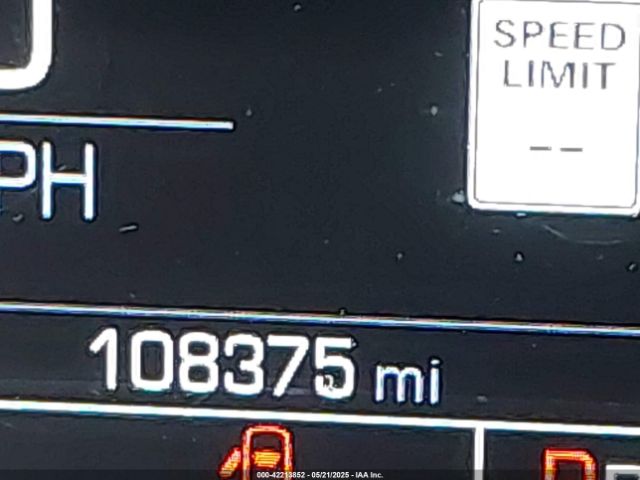 SPEED
LIMIT
--
PH
108375 mi
000-42213852 - 05/21/2025 - IAA Inc.